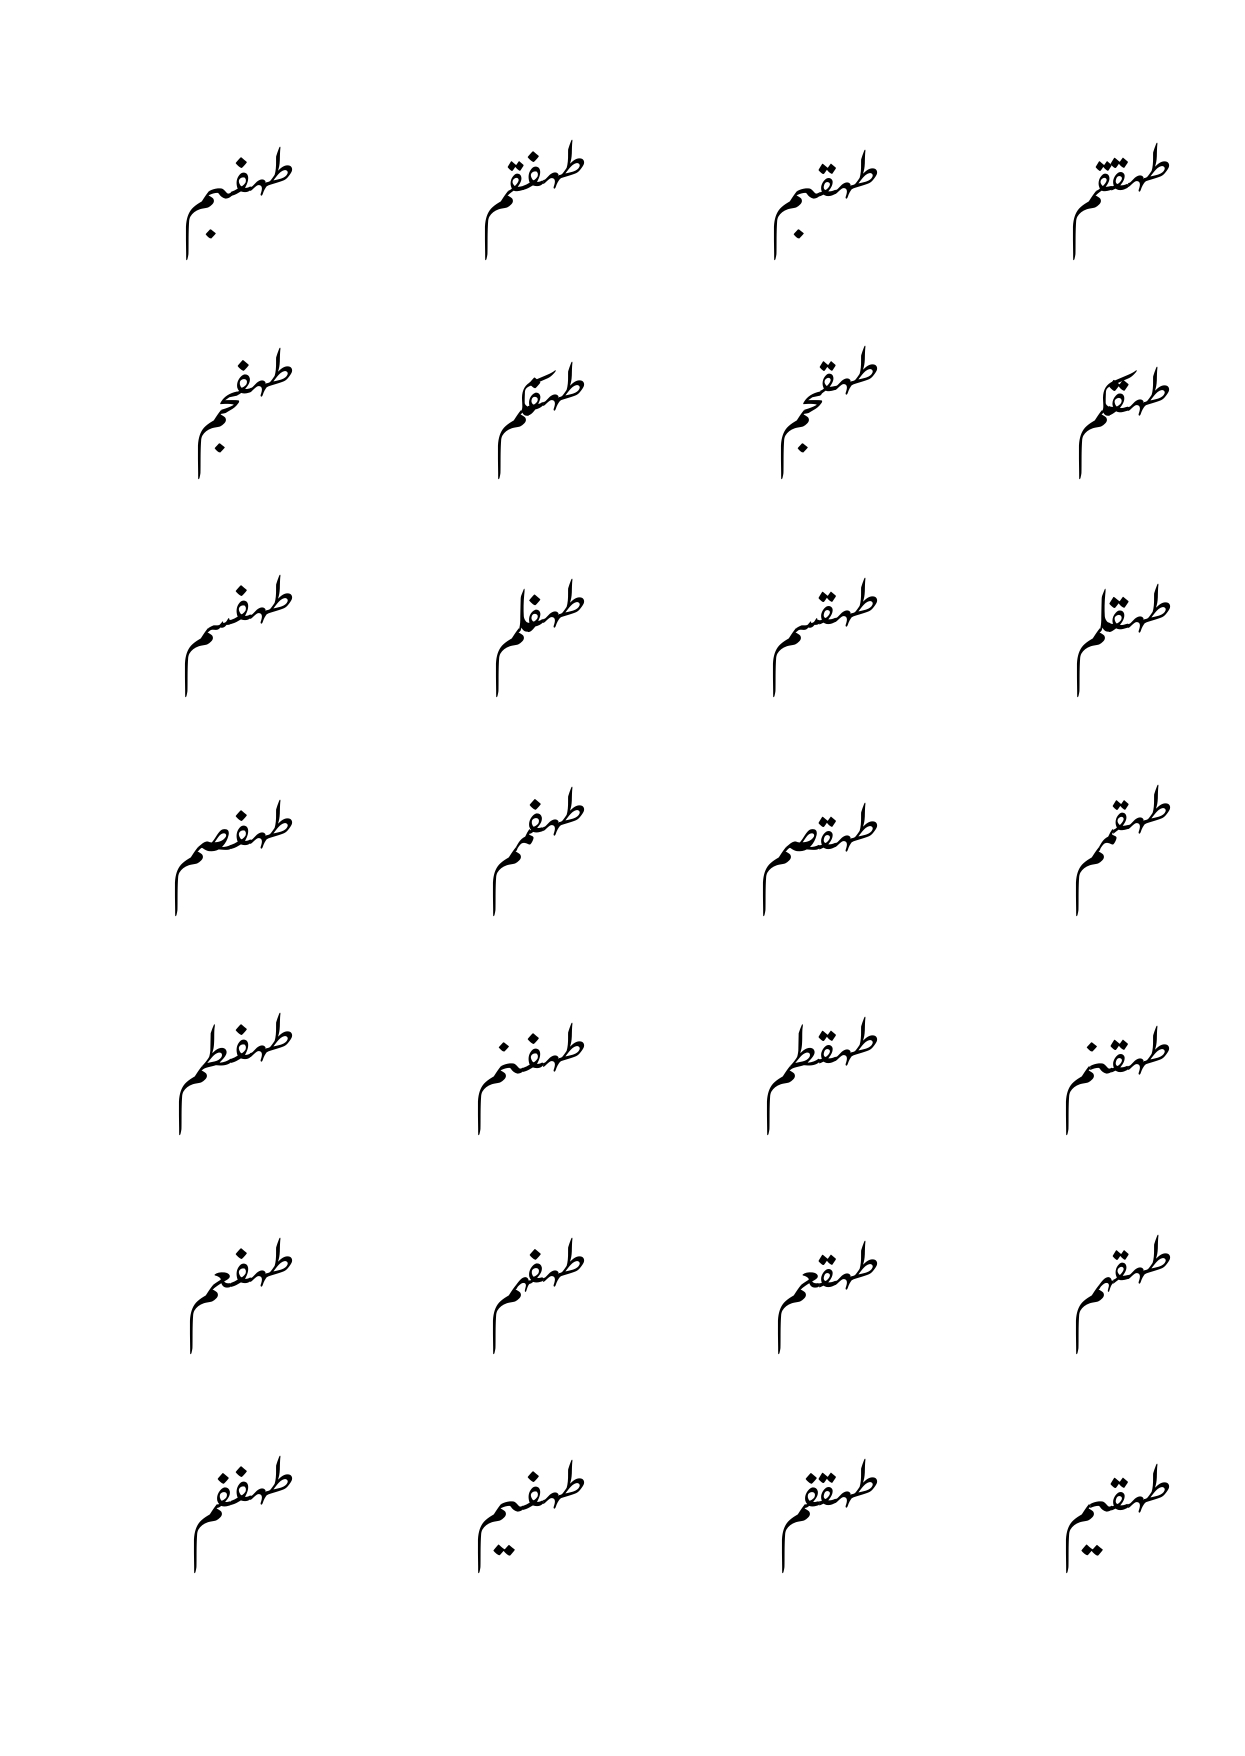 طهققم طهقبم طهفقم طهفبم
طهقكم طهقجم طهفكم طهفجم
طهقلم طهقسم طهفلم طهفسم
طهقمم طهقصم طهفمم طهفصم
طهقنم طهقطم طهفنم طهفطم
طهقهم طهقعم طهفهم طهفعم
طهقيم طهقفم طهفيم طهففم